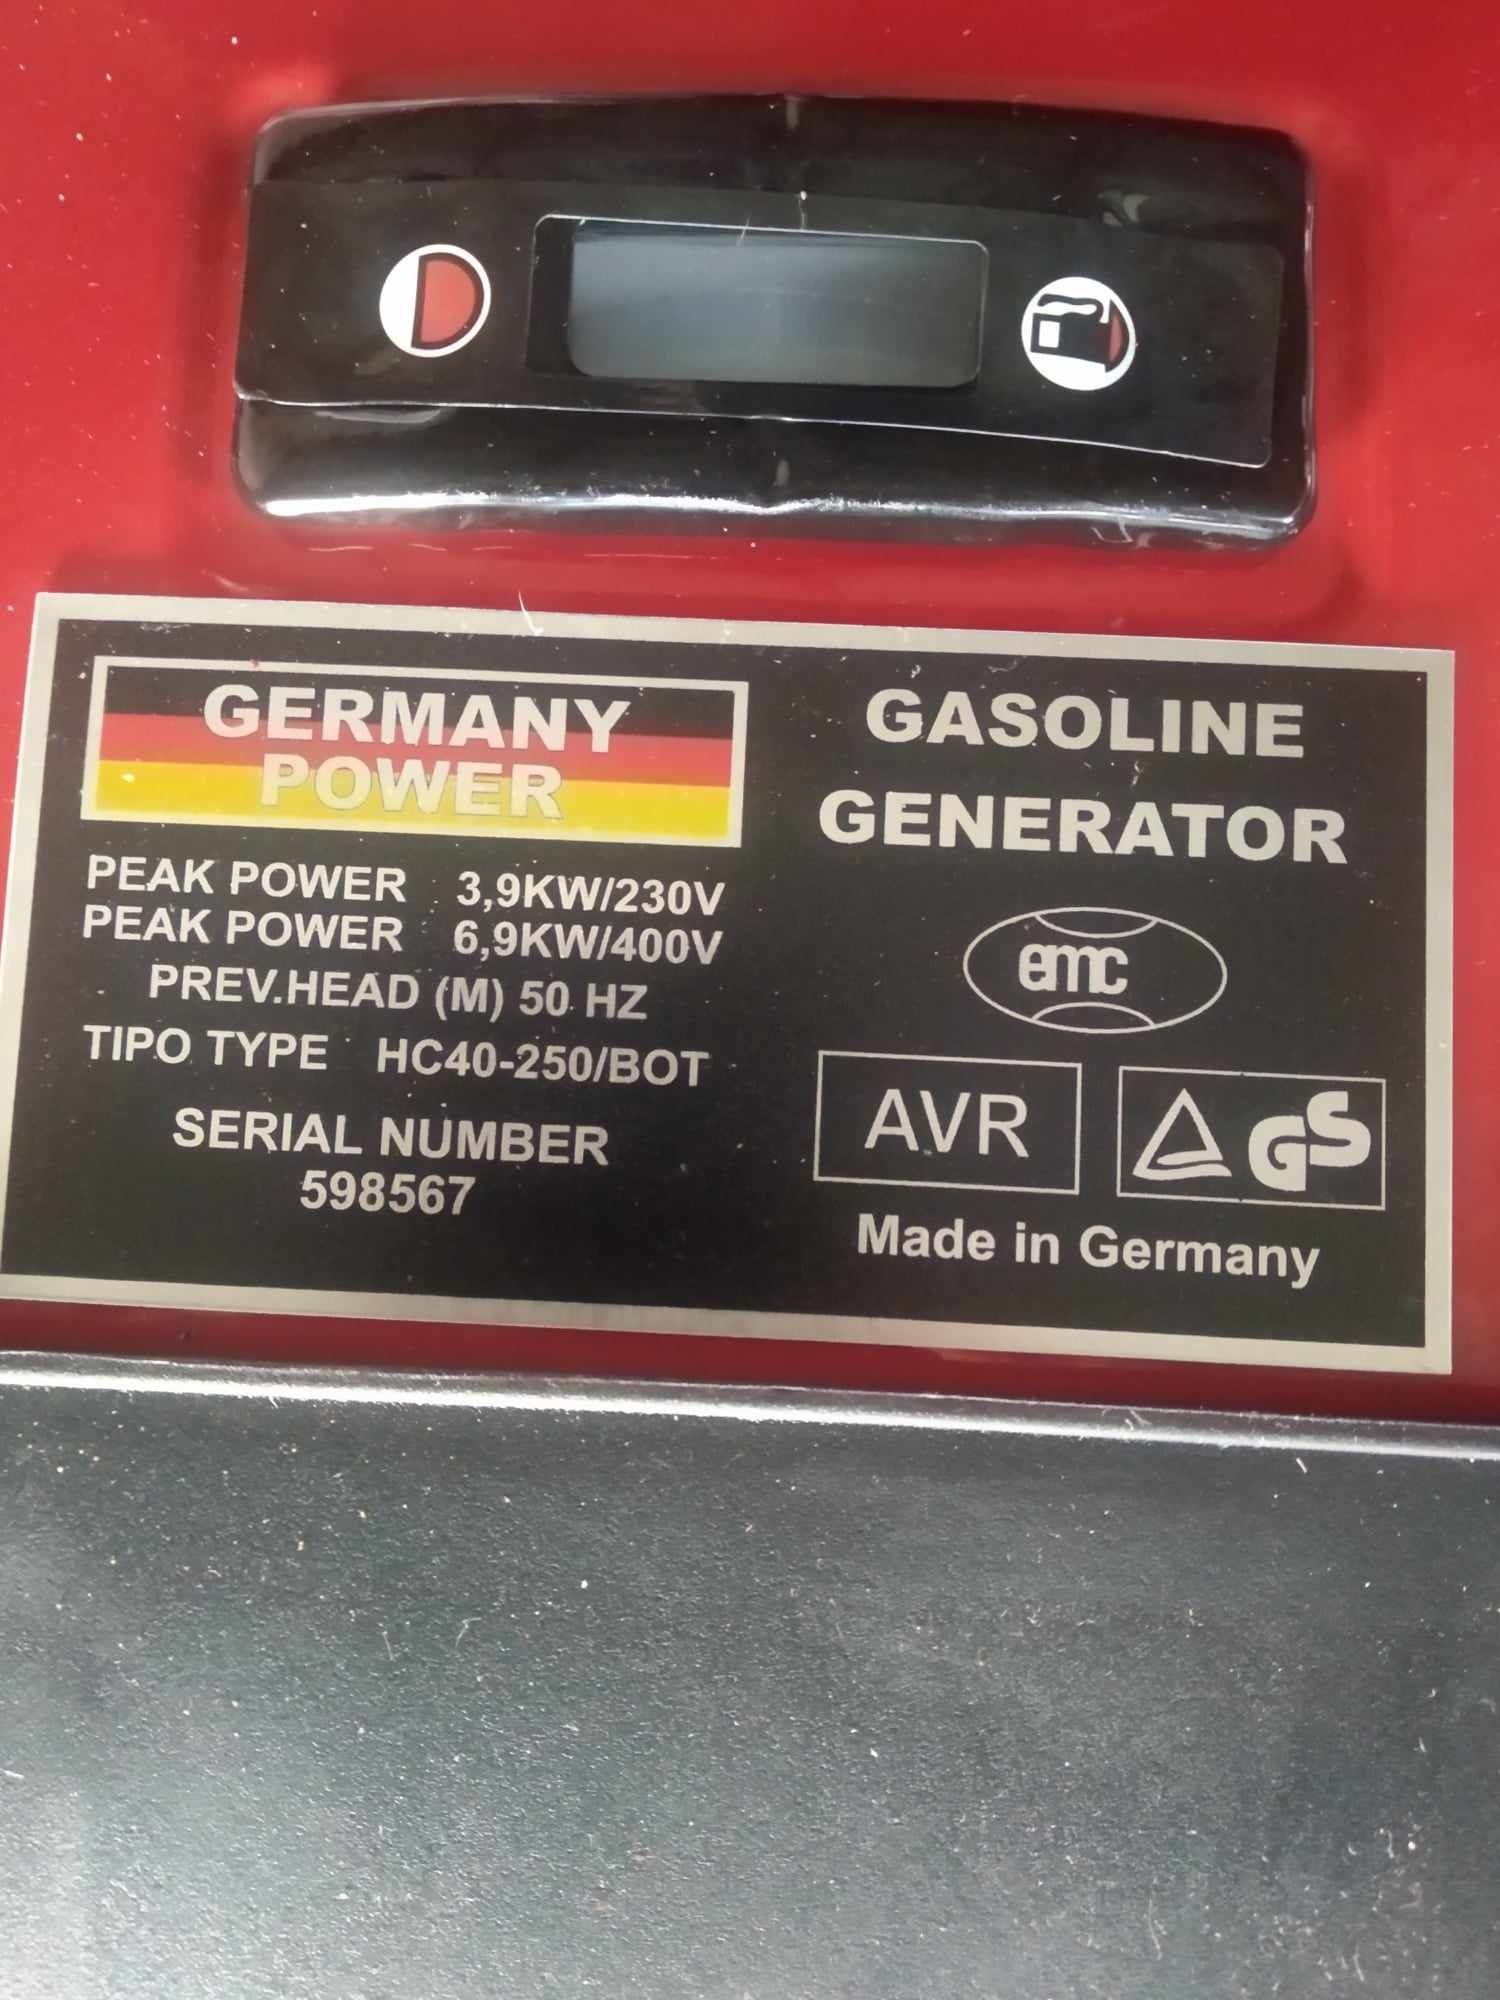 GERMANY
POWER
PEAK POWER 3,9KW/230V
PEAK POWER 6,9KW/400V
PREV.HEAD (M) 50 HZ
TIPO TYPE HC40-250/BOT
SERIAL NUMBER
598567
GASOLINE
GENERATOR
emc
AVR
GS
Made in Germany